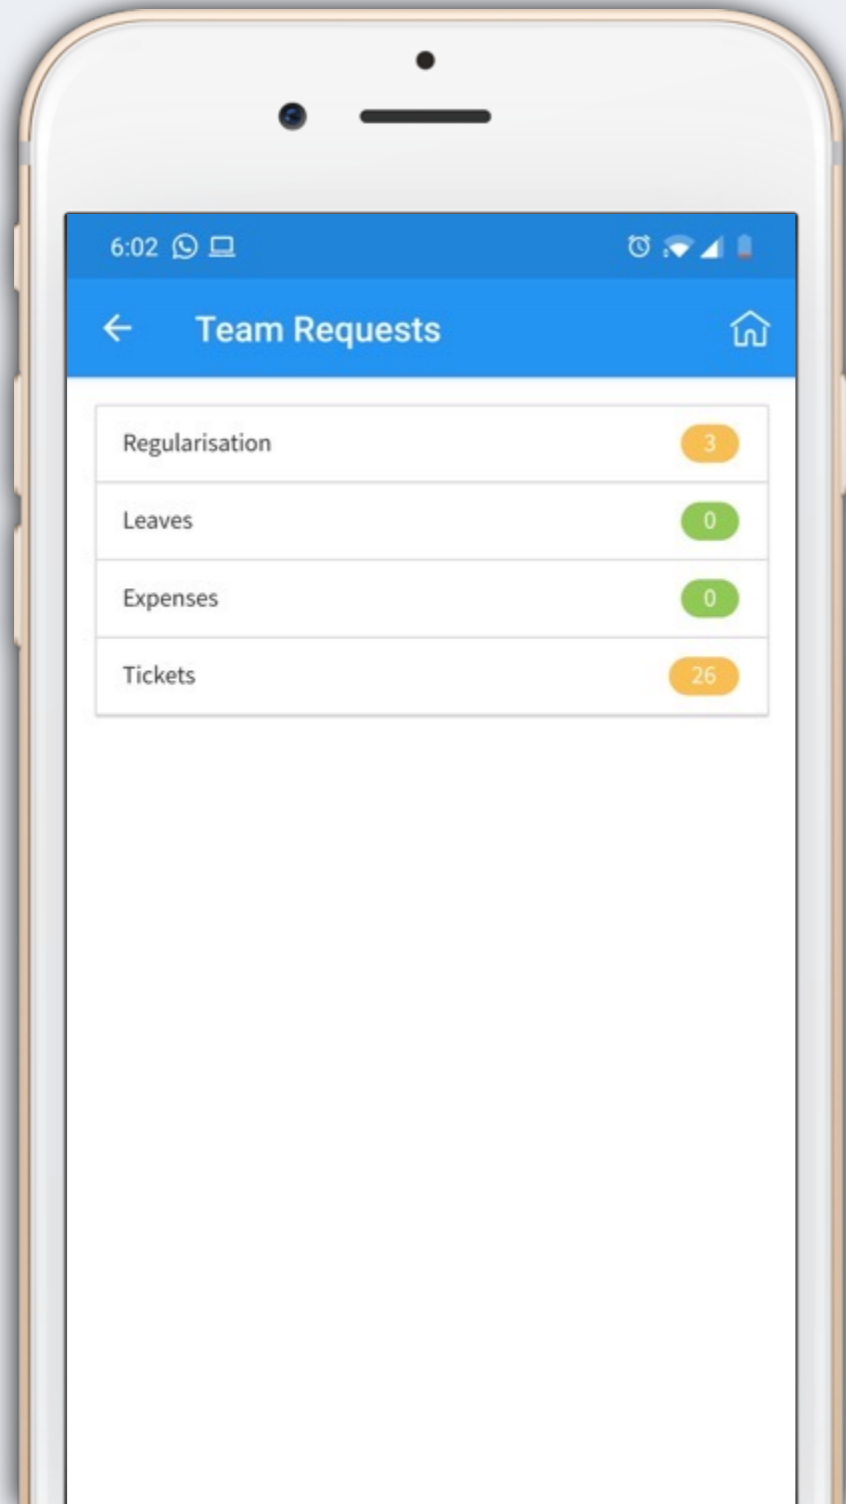 6:02
Team Requests
Regularisation 3
Leaves 0
Expenses 0
Tickets 26